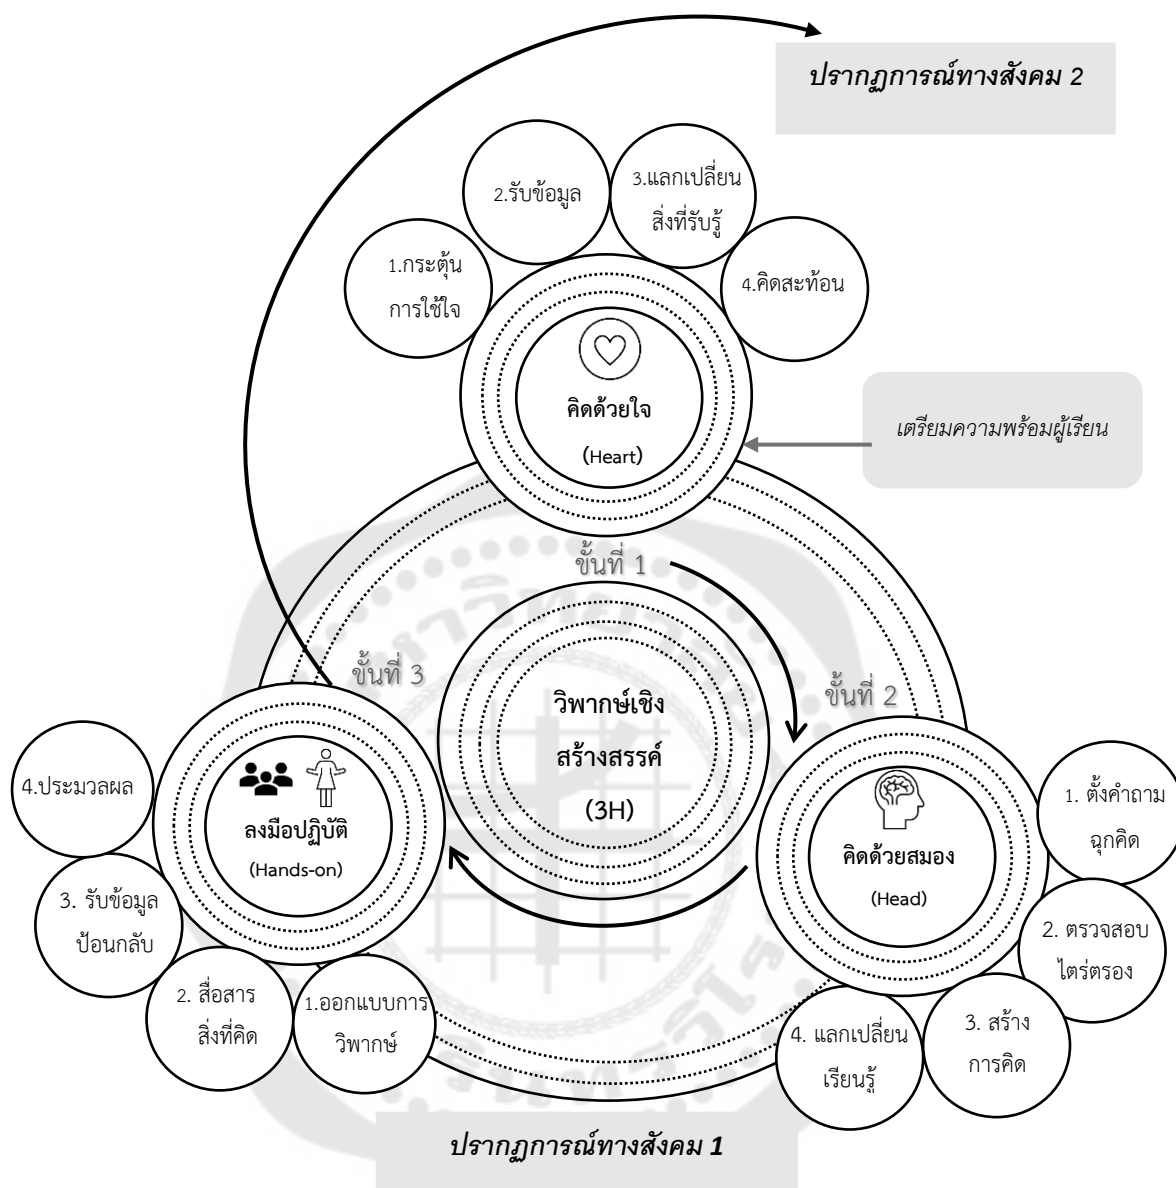 ปรากฏการณ์ทางสังคม 2
2.รับข้อมูล
3.แลกเปลี่ยน
สิ่งที่รับรู้
1.กระตุ้น
การใช้ใจ
4.คิดสะท้อน
คิดด้วยใจ
(Heart)
เตรียมความพร้อมผู้เรียน
ขั้นที่ 1
ขั้นที่ 3
ขั้นที่ 2
วิพากษ์เชิง
สร้างสรรค์
(3H)
4.ประมวลผล
ลงมือปฏิบัติ
(Hands-on)
3. รับข้อมูล
ป้อนกลับ
2. สื่อสาร
สิ่งที่คิด
1.ออกแบบการ
วิพากษ์
คิดด้วยสมอง
(Head)
1. ตั้งคำถาม
ฉุกคิด
2. ตรวจสอบ
ไตร่ตรอง
3. สร้าง
การคิด
4. แลกเปลี่ยน
เรียนรู้
ปรากฏการณ์ทางสังคม 1